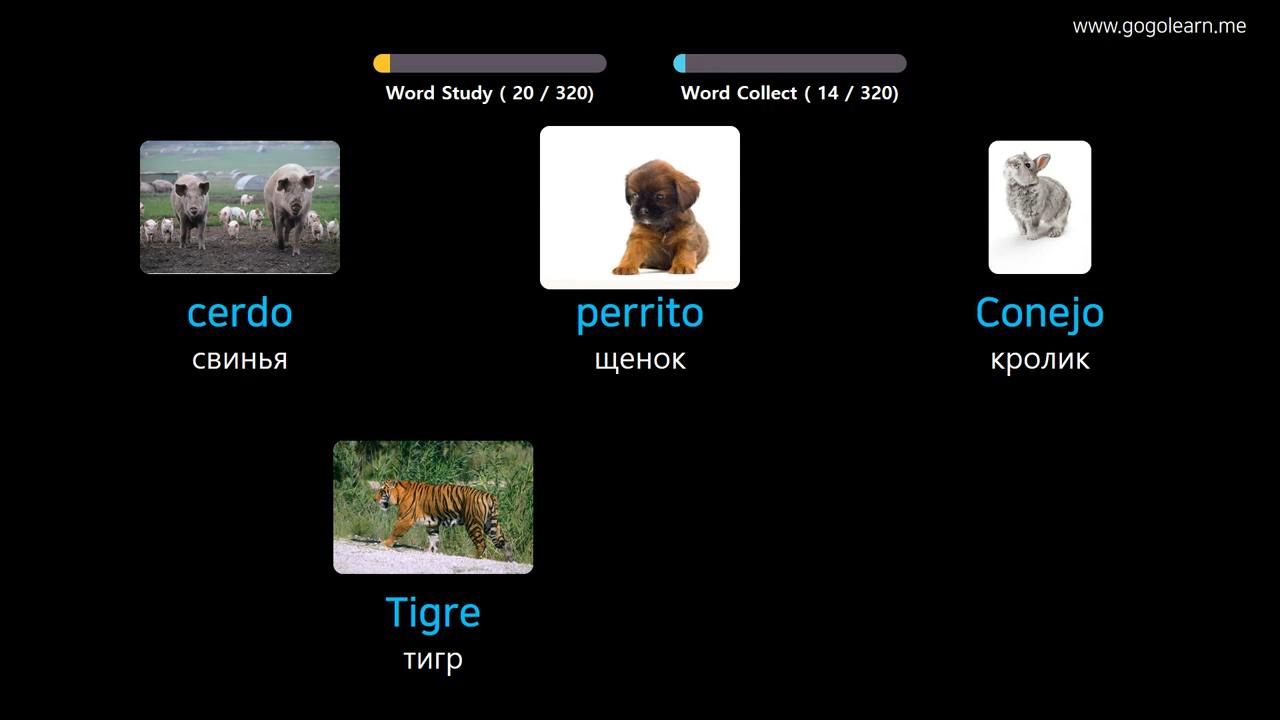 www.gogolearn.me
Word Study ( 20 / 320)
Word Collect ( 14 / 320)
cerdo
свинья
perrito
щенок
Conejo
кролик
Tigre
тигр